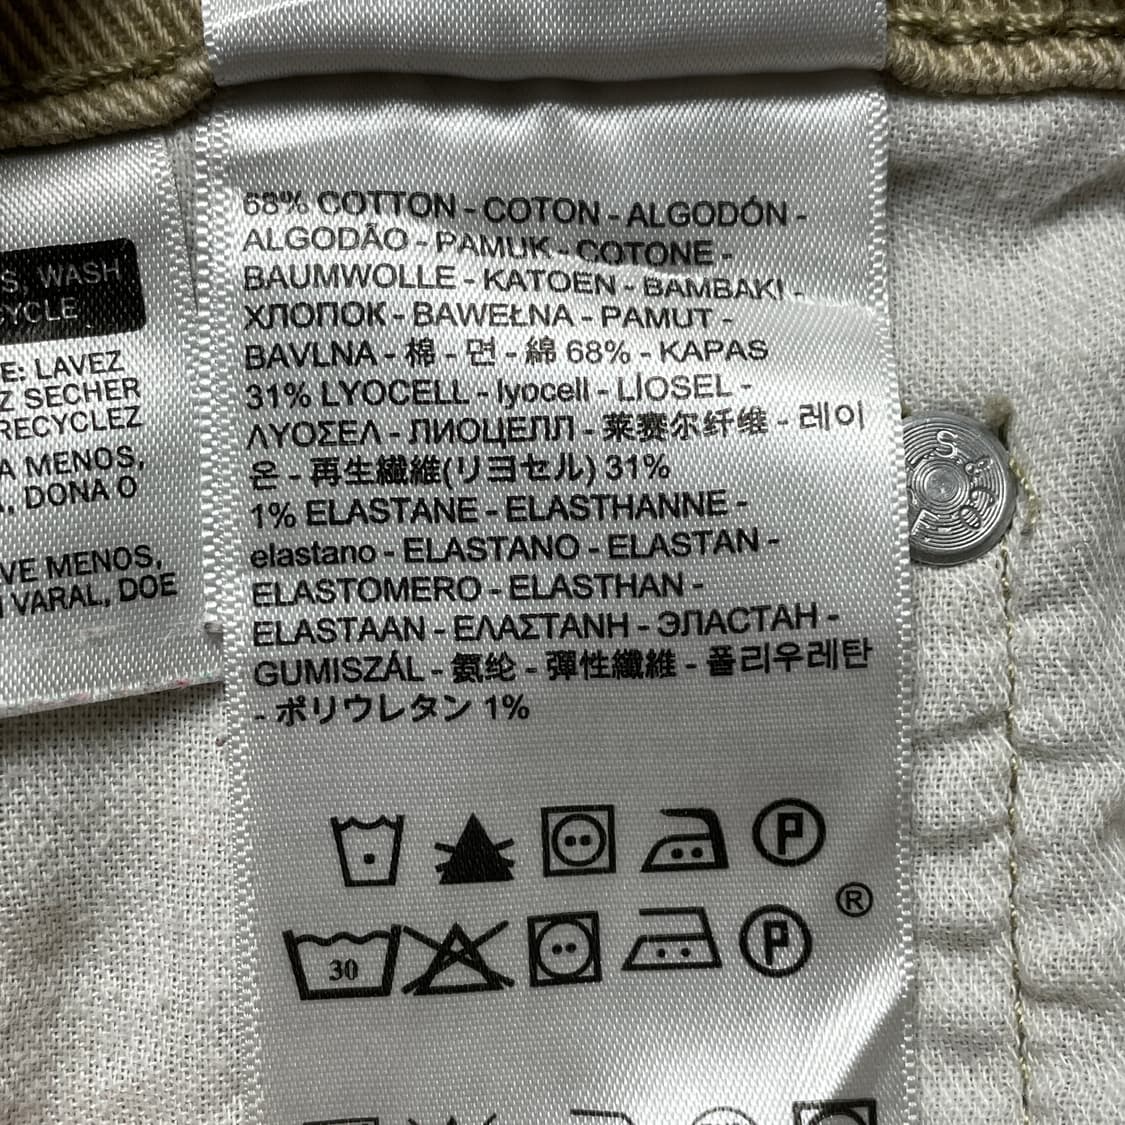 S, WASH
CYCLE
E: LAVEZ
Z SECHER
RECYCLEZ
A MENOS,
, DONA O
VE MENOS,
VARAL, DOE
68% COTTON - COTON - ALGODÓN -
ALGODÃO - PAMUK - COTONE -
BAUMWOLLE - KATOEN - BAMBAKI -
ХЛОПОК - BAWEŁNA - PAMUT -
BAVLNA - 棉 - 면 - 綿 68% - KAPAS
31% LYOCELL - lyocell - LİOSEL -
ΛΥΟΣΕΛ - ЛИОЦЕЛЛ - 莱赛尔纤维 - 레이
온 - 再生繊維(リヨセル) 31%
1% ELASTANE - ELASTHANNE -
elastano - ELASTANO - ELASTAN -
ELASTOMERO - ELASTHAN -
ELASTAAN - ΕΛΑΣΤΑΝΗ - ЭЛАСТАН -
GUMISZÁL - 氨纶 - 彈性纖維 - 폴리우레탄
- ポリウレタン 1%
P
®
30
P
S. & CO